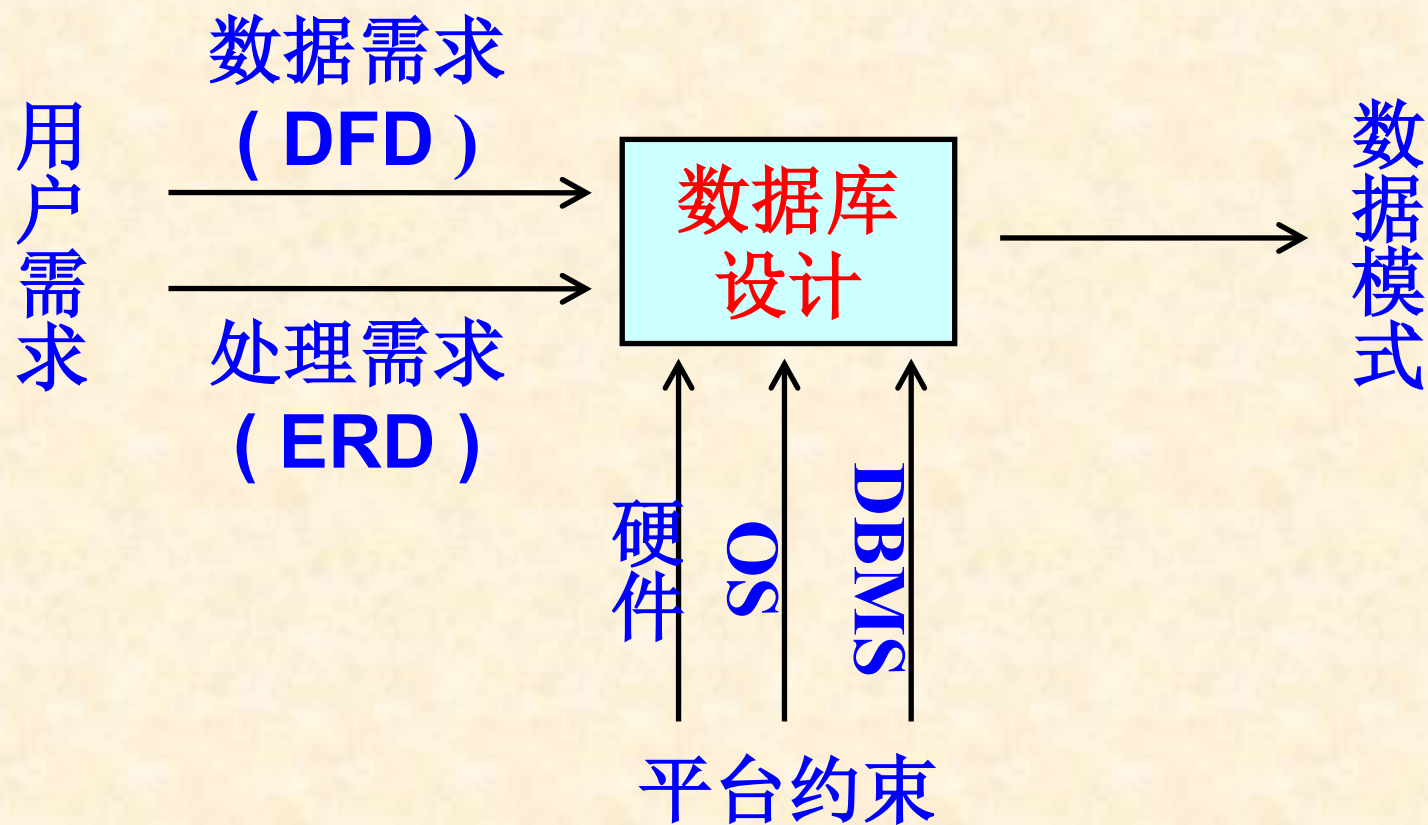 用户需求
数据需求
（DFD）
处理需求
（ERD）
数据库
设计
数据模式
硬件
OS
DBMS
平台约束